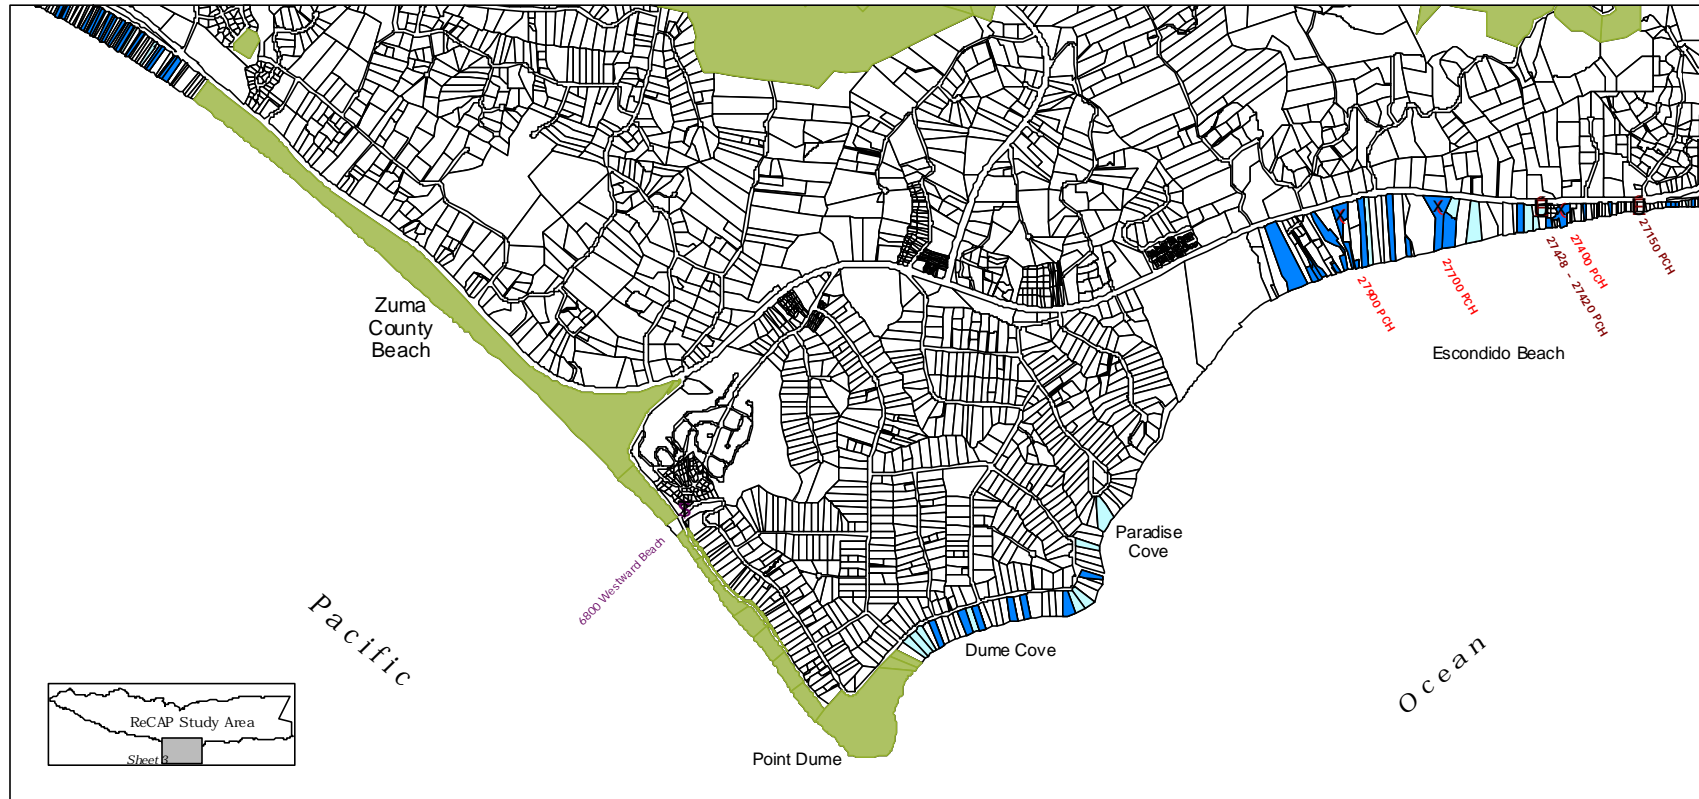 Zuma
County
Beach
27900 PCH
27700 PCH
27428 - 27420 PCH
27400 PCH
27150 PCH
Escondido Beach
Paradise
Cove
6800 Westward Beach
Dume Cove
Pacific
Ocean
ReCAP Study Area
Sheet 3
Point Dume